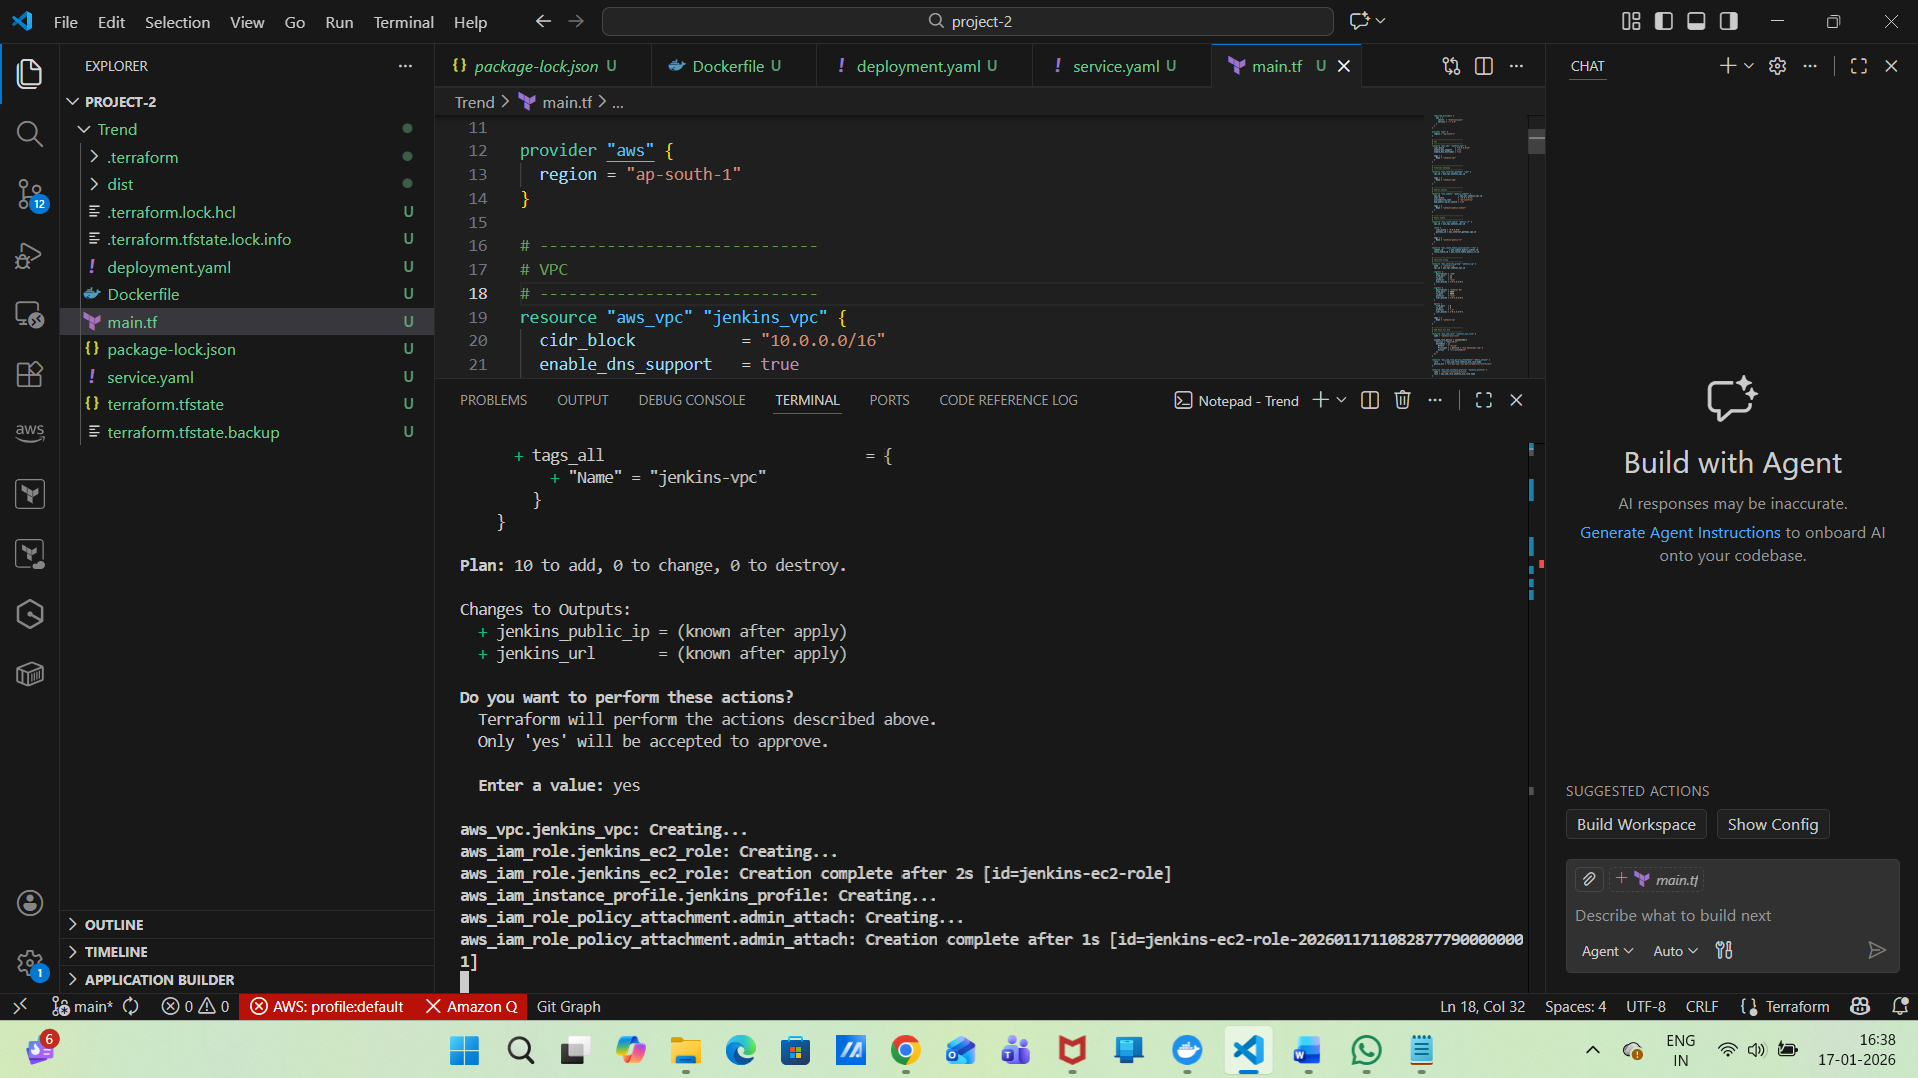 File Edit Selection View Go Run Terminal Help
project-2
EXPLORER
PROJECT-2
Trend
.terraform
dist
.terraform.lock.hcl U
.terraform.tfstate.lock.info U
deployment.yaml U
Dockerfile U
main.tf U
package-lock.json U
service.yaml U
terraform.tfstate U
terraform.tfstate.backup U
OUTLINE
TIMELINE
APPLICATION BUILDER
12
aws
1
package-lock.json U
Dockerfile U
deployment.yaml U
service.yaml U
main.tf U
Trend > main.tf > ...
11
12 provider "aws" {
13 region = "ap-south-1"
14 }
15
16 # -----------------------------
17 # VPC
18 # -----------------------------
19 resource "aws_vpc" "jenkins_vpc" {
20 cidr_block = "10.0.0.0/16"
21 enable_dns_support = true
PROBLEMS OUTPUT DEBUG CONSOLE TERMINAL PORTS CODE REFERENCE LOG
Notepad - Trend
+ tags_all = {
+ "Name" = "jenkins-vpc"
}
}
Plan: 10 to add, 0 to change, 0 to destroy.
Changes to Outputs:
+ jenkins_public_ip = (known after apply)
+ jenkins_url = (known after apply)
Do you want to perform these actions?
Terraform will perform the actions described above.
Only 'yes' will be accepted to approve.
Enter a value: yes
aws_vpc.jenkins_vpc: Creating...
aws_iam_role.jenkins_ec2_role: Creating...
aws_iam_role.jenkins_ec2_role: Creation complete after 2s [id=jenkins-ec2-role]
aws_iam_instance_profile.jenkins_profile: Creating...
aws_iam_role_policy_attachment.admin_attach: Creating...
aws_iam_role_policy_attachment.admin_attach: Creation complete after 1s [id=jenkins-ec2-role-2026011711082877790000000
1]
CHAT
Build with Agent
AI responses may be inaccurate.
Generate Agent Instructions to onboard AI
onto your codebase.
SUGGESTED ACTIONS
Build Workspace
Show Config
main.tf
Describe what to build next
Agent
Auto
main*
0 0
AWS: profile:default
Amazon Q
Git Graph
Ln 18, Col 32
Spaces: 4
UTF-8
CRLF
Terraform
6
ENG
IN
16:38
17-01-2026